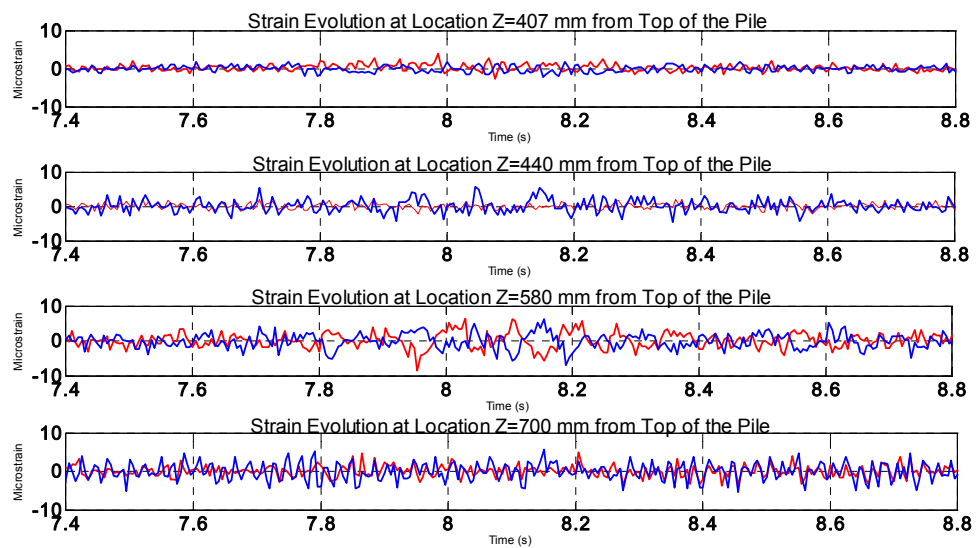 Strain Evolution at Location Z=407 mm from Top of the Pile
10
0
-10
Microstrain
7.4 7.6 7.8 8 8.2 8.4 8.6 8.8
Time (s)
Strain Evolution at Location Z=440 mm from Top of the Pile
10
0
-10
Microstrain
7.4 7.6 7.8 8 8.2 8.4 8.6 8.8
Time (s)
Strain Evolution at Location Z=580 mm from Top of the Pile
10
0
-10
Microstrain
7.4 7.6 7.8 8 8.2 8.4 8.6 8.8
Time (s)
Strain Evolution at Location Z=700 mm from Top of the Pile
10
0
-10
Microstrain
7.4 7.6 7.8 8 8.2 8.4 8.6 8.8
Time (s)